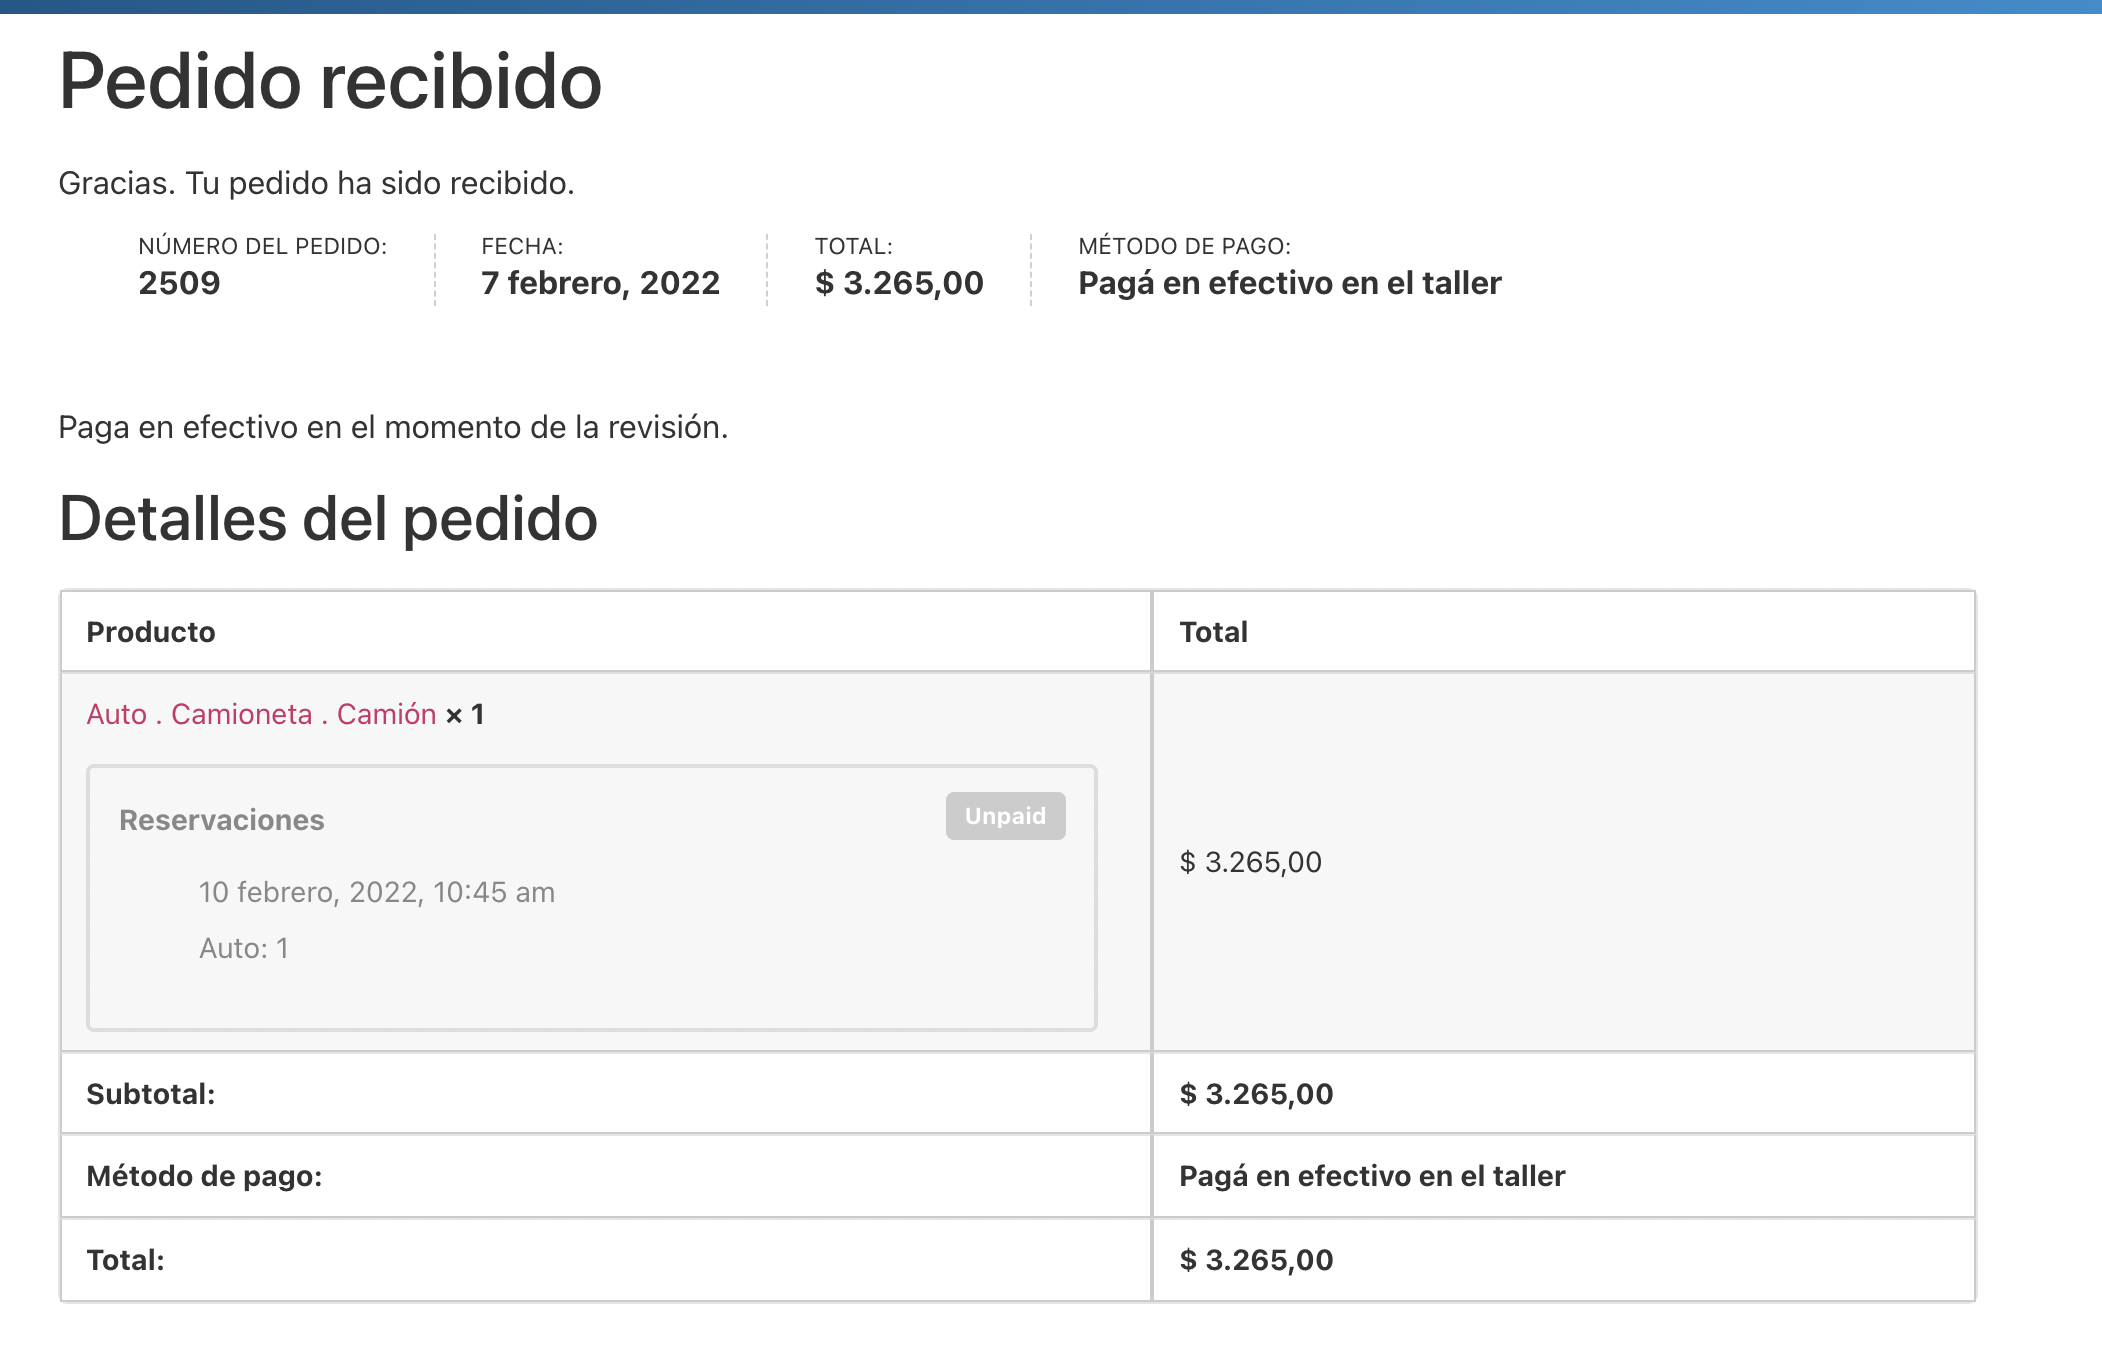 Pedido recibido
Gracias. Tu pedido ha sido recibido.
NÚMERO DEL PEDIDO:
2509
FECHA:
7 febrero, 2022
TOTAL:
$ 3.265,00
MÉTODO DE PAGO:
Pagá en efectivo en el taller
Paga en efectivo en el momento de la revisión.
Detalles del pedido
Producto
Total
Auto . Camioneta . Camión × 1
Reservaciones
Unpaid
10 febrero, 2022, 10:45 am
Auto: 1
$ 3.265,00
Subtotal:
$ 3.265,00
Método de pago:
Pagá en efectivo en el taller
Total:
$ 3.265,00